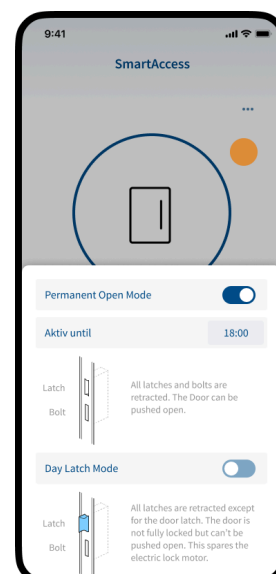 9:41
SmartAccess
Permanent Open Mode
Aktiv until 18:00
Latch
Bolt
All latches and bolts are
retracted. The Door can be
pushed open.
Day Latch Mode
Latch
Bolt
All latches are retracted except
for the door latch. The door is
not fully locked but can't be
pushed open. This spares the
electric lock motor.